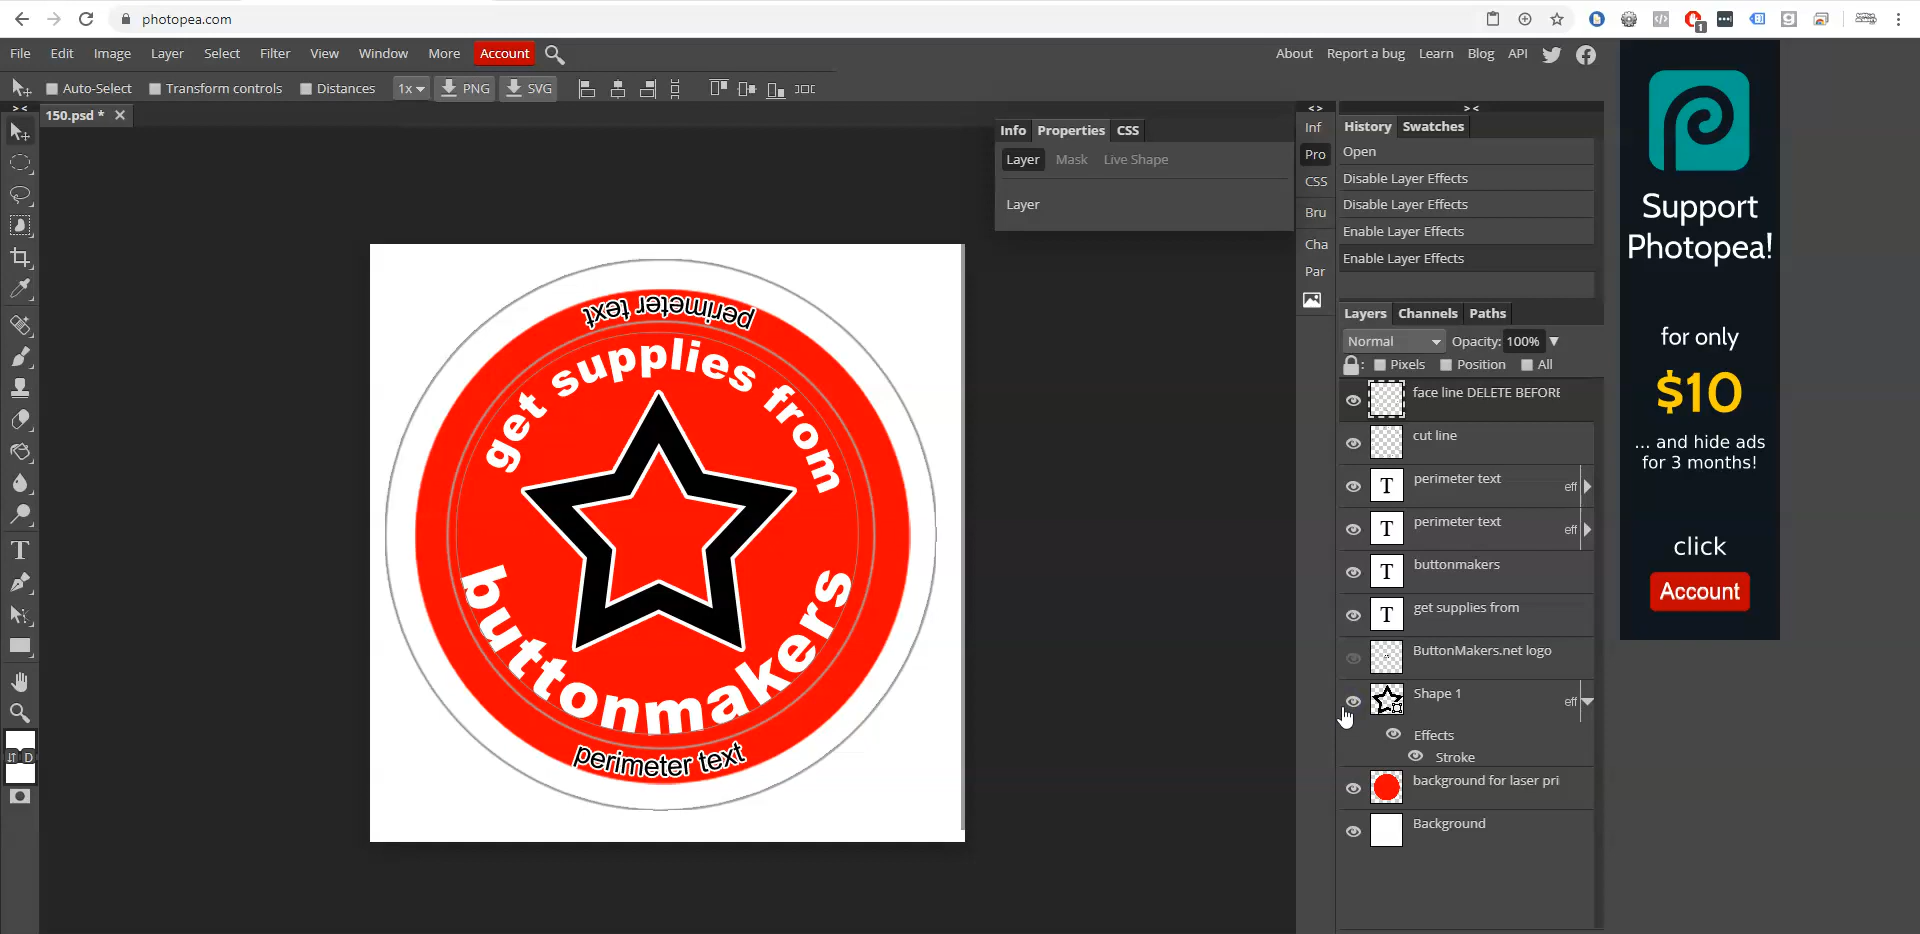 photopea.com
1
File Edit Image Layer Select Filter View Window More Account
About Report a bug Learn Blog API
Auto-Select Transform controls Distances 1x PNG SVG
150.psd *
Info Properties CSS
Layer Mask Live Shape
Layer
Inf
Pro
CSS
Bru
Cha
Par
History Swatches
Open
Disable Layer Effects
Disable Layer Effects
Enable Layer Effects
Enable Layer Effects
Layers Channels Paths
Normal Opacity: 100%
: Pixels Position All
face line DELETE BEFORE
cut line
T perimeter text eff
T perimeter text eff
T buttonmakers
T get supplies from
ButtonMakers.net logo
Shape 1 eff
Effects
Stroke
background for laser pri
Background
perimeter text
get supplies from
buttonmakers
perimeter text
T
D
Support
Photopea!
for only
$10
... and hide ads
for 3 months!
click
Account